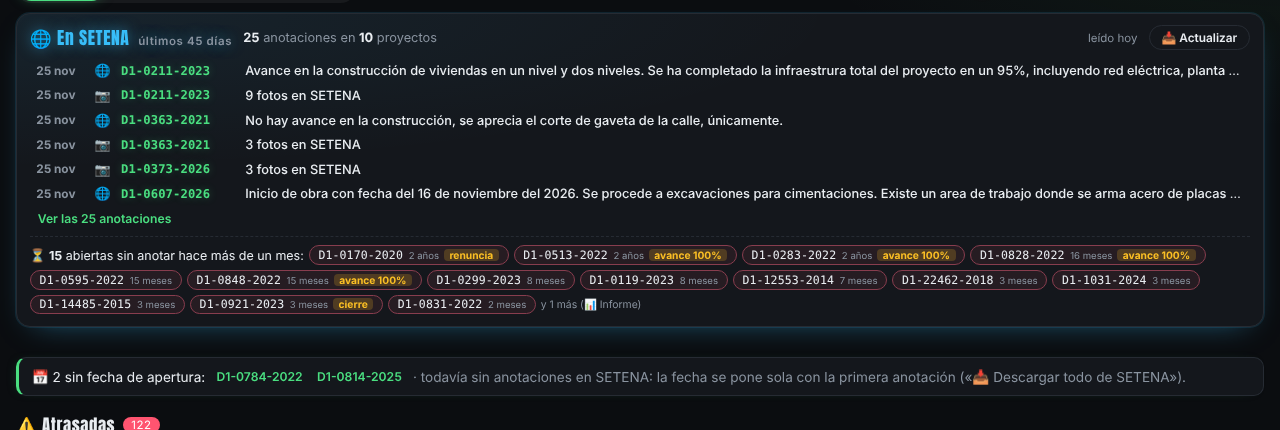 En SETENA últimos 45 días 25 anotaciones en 10 proyectos leído hoy Actualizar
25 nov D1-0211-2023 Avance en la construcción de viviendas en un nivel y dos niveles. Se ha completado la infraestrura total del proyecto en un 95%, incluyendo red eléctrica, planta ...
25 nov D1-0211-2023 9 fotos en SETENA
25 nov D1-0363-2021 No hay avance en la construcción, se aprecia el corte de gaveta de la calle, únicamente.
25 nov D1-0363-2021 3 fotos en SETENA
25 nov D1-0373-2026 3 fotos en SETENA
25 nov D1-0607-2026 Inicio de obra con fecha del 16 de noviembre del 2026. Se procede a excavaciones para cimentaciones. Existe un area de trabajo donde se arma acero de placas ...
Ver las 25 anotaciones
15 abiertas sin anotar hace más de un mes: D1-0170-2020 2 años renuncia D1-0513-2022 2 años avance 100% D1-0283-2022 2 años avance 100% D1-0828-2022 16 meses avance 100%
D1-0595-2022 15 meses D1-0848-2022 15 meses avance 100% D1-0299-2023 8 meses D1-0119-2023 8 meses D1-12553-2014 7 meses D1-22462-2018 3 meses D1-1031-2024 3 meses
D1-14485-2015 3 meses D1-0921-2023 3 meses cierre D1-0831-2022 2 meses y 1 más (📊 Informe)
2 sin fecha de apertura: D1-0784-2022 D1-0814-2025 · todavía sin anotaciones en SETENA: la fecha se pone sola con la primera anotación («📥 Descargar todo de SETENA»).
Atrasadas 122